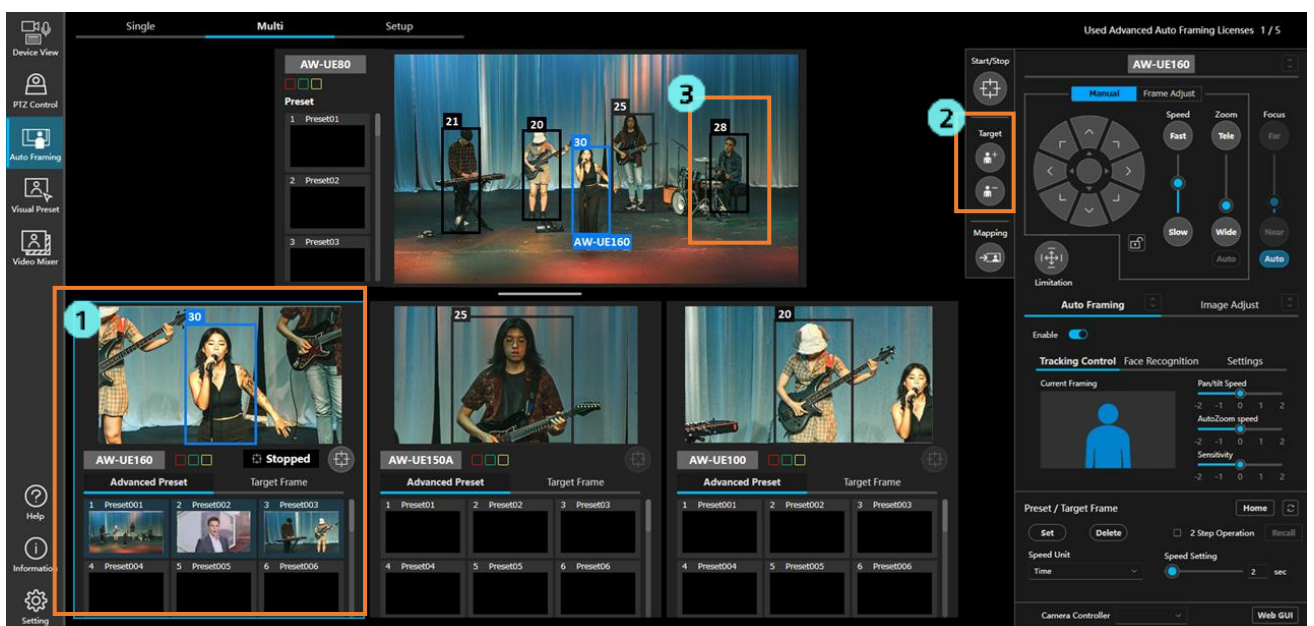 Single Multi Setup
Used Advanced Auto Framing Licenses 1 / 5
Device View
PTZ Control
Auto Framing
Visual Preset
Video Mixer
Help
Information
Setting
AW-UE80
Preset
1 Preset01
2 Preset02
3 Preset03
21
20
30
25
28
AW-UE160
3
2
Start/Stop
Target
Mapping
1
30
AW-UE160
Stopped
Advanced Preset Target Frame
1 Preset001 2 Preset002 3 Preset003
4 Preset004 5 Preset005 6 Preset006
25
AW-UE150A
Advanced Preset Target Frame
1 Preset01 2 Preset02 3 Preset03
4 Preset04 5 Preset05 6 Preset06
20
AW-UE100
Advanced Preset Target Frame
1 Preset001 2 Preset002 3 Preset003
4 Preset004 5 Preset005 6 Preset006
AW-UE160
Manual Frame Adjust
Speed Zoom Focus
Fast Tele Far
Slow Wide Near
Auto Auto
Limitation
Auto Framing Image Adjust
Enable
Tracking Control Face Recognition Settings
Current Framing
Pan/tilt Speed
-2 -1 0 1 2
AutoZoom speed
-2 -1 0 1 2
Sensitivity
-2 -1 0 1 2
Preset / Target Frame Home
Set Delete 2 Step Operation Recall
Speed Unit Speed Setting
Time 2 sec
Camera Controller Web GUI